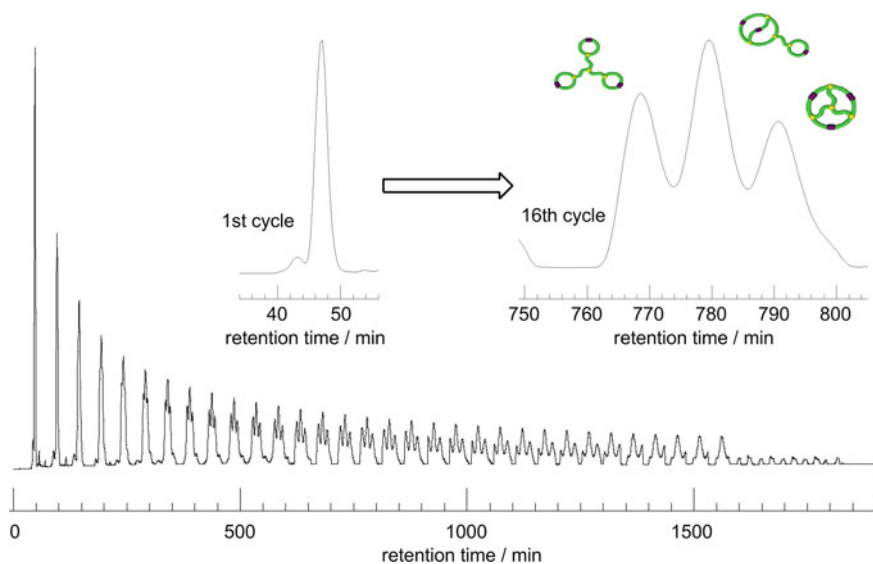 1st cycle
40 50
retention time / min
16th cycle
750 760 770 780 790 800
retention time / min
0 500 1000 1500
retention time / min